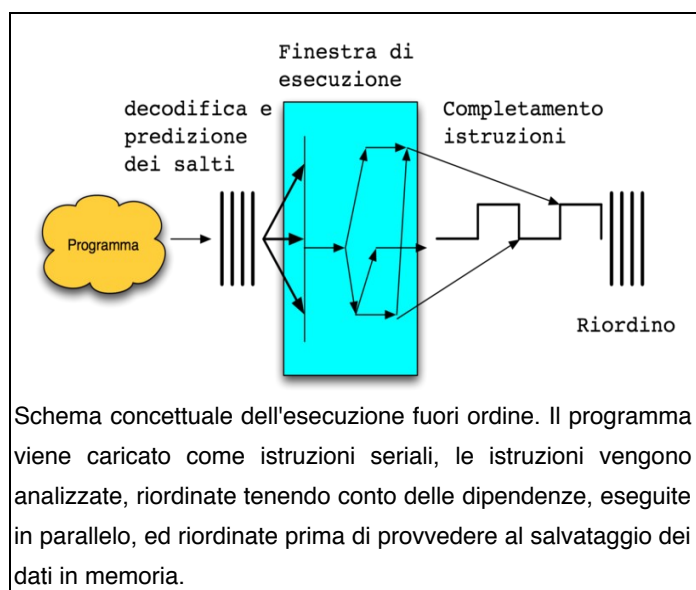 Finestra di
esecuzione
decodifica e
predizione
dei salti
Completamento
istruzioni
Programma
Riordino
Schema concettuale dell'esecuzione fuori ordine. Il programma
viene caricato come istruzioni seriali, le istruzioni vengono
analizzate, riordinate tenendo conto delle dipendenze, eseguite
in parallelo, ed riordinate prima di provvedere al salvataggio dei
dati in memoria.